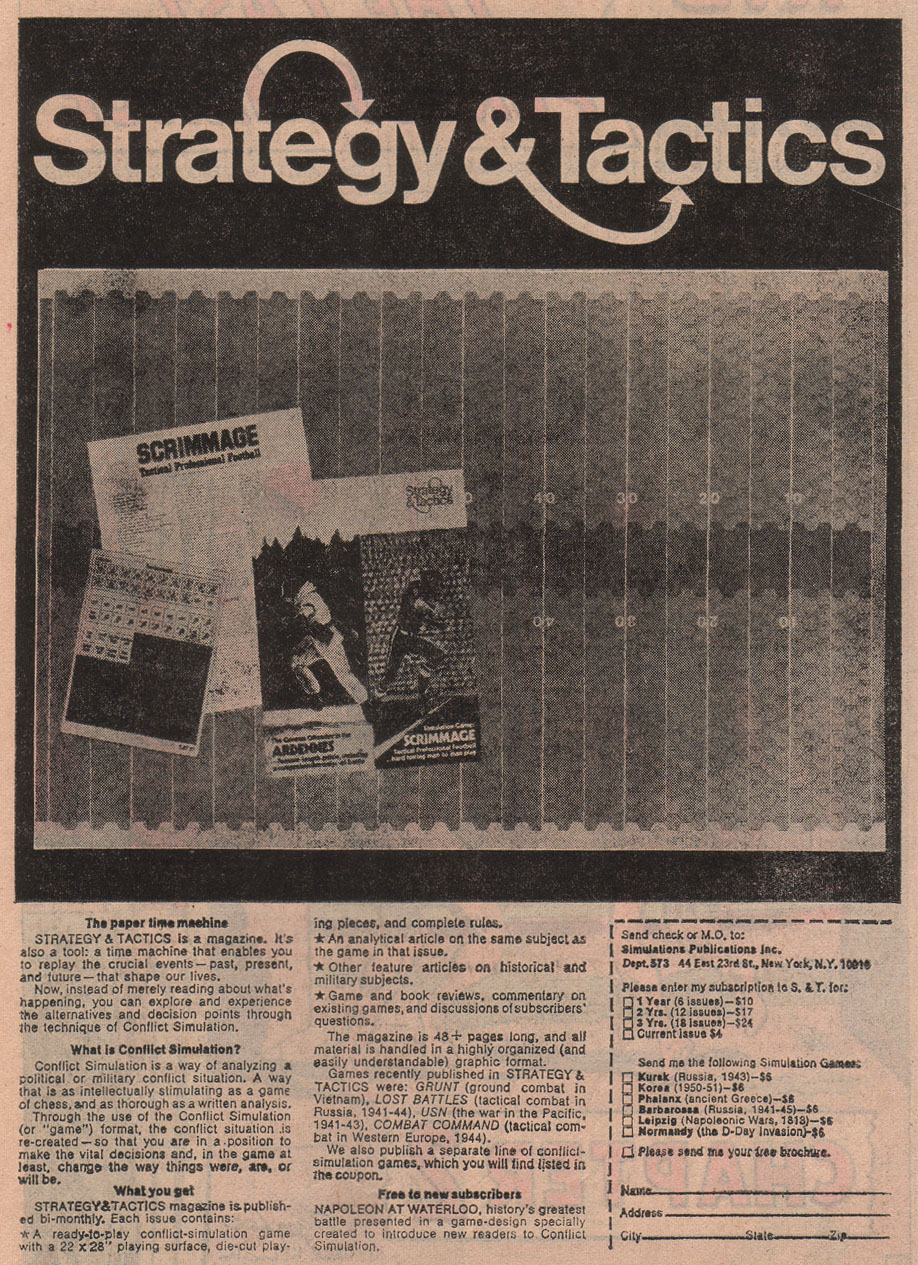 Strategy & Tactics
SCRIMMAGE
Tactical Professional Football
Strategy
& Tactics
0 40 30 20 10
40 30 20 10
ARDENNES
Simulation Game:
SCRIMMAGE
Tactical Professional Football
The paper time machine
STRATEGY & TACTICS is a magazine. It's
also a tool: a time machine that enables you
to replay the crucial events—past, present,
and future—that shape our lives.
Now, instead of merely reading about what's
happening, you can explore and experience
the alternatives and decision points through
the technique of Conflict Simulation.
What is Conflict Simulation?
Conflict Simulation is a way of analyzing a
political or military conflict situation. A way
that is as intellectually stimulating as a game
of chess, and as thorough as a written analysis.
Through the use of the Conflict Simulation
(or "game") format, the conflict situation is
re-created—so that you are in a position to
make the vital decisions and, in the game at
least, change the way things were, are, or
will be.
What you get
STRATEGY&TACTICS magazine is publish-
ed bi-monthly. Each issue contains:
★ A ready-to-play conflict-simulation game
with a 22 x 28" playing surface, die-cut play-
ing pieces, and complete rules.
★ An analytical article on the same subject as
the game in that issue.
★ Other feature articles on historical and
military subjects.
★ Game and book reviews, commentary on
existing games, and discussions of subscribers'
questions.
The magazine is 48+ pages long, and all
material is handled in a highly organized (and
easily understandable) graphic format.
Games recently published in STRATEGY &
TACTICS were: GRUNT (ground combat in
Vietnam), LOST BATTLES (tactical combat in
Russia, 1941-44), USN (the war in the Pacific,
1941-43), COMBAT COMMAND (tactical com-
bat in Western Europe, 1944).
We also publish a separate line of conflict-
simulation games, which you will find listed in
the coupon.
Free to new subscribers
NAPOLEON AT WATERLOO, history's greatest
battle presented in a game-design specially
created to introduce new readers to Conflict
Simulation.
Send check or M.O. to:
Simulations Publications Inc.
Dept. 573 44 East 23rd St., New York, N.Y. 10010
Please enter my subscription to S. & T. for:
1 Year (6 issues)—$10
2 Yrs. (12 issues)—$17
3 Yrs. (18 issues)—$24
Current issue $4
Send me the following Simulation Games:
Kursk (Russia, 1943)—$6
Korea (1950-51)—$6
Phalanx (ancient Greece)—$6
Barbarossa (Russia, 1941-45)—$6
Leipzig (Napoleonic Wars, 1813)—$6
Normandy (the D-Day Invasion)—$6
Please send me your free brochure.
Name
Address
City State Zip